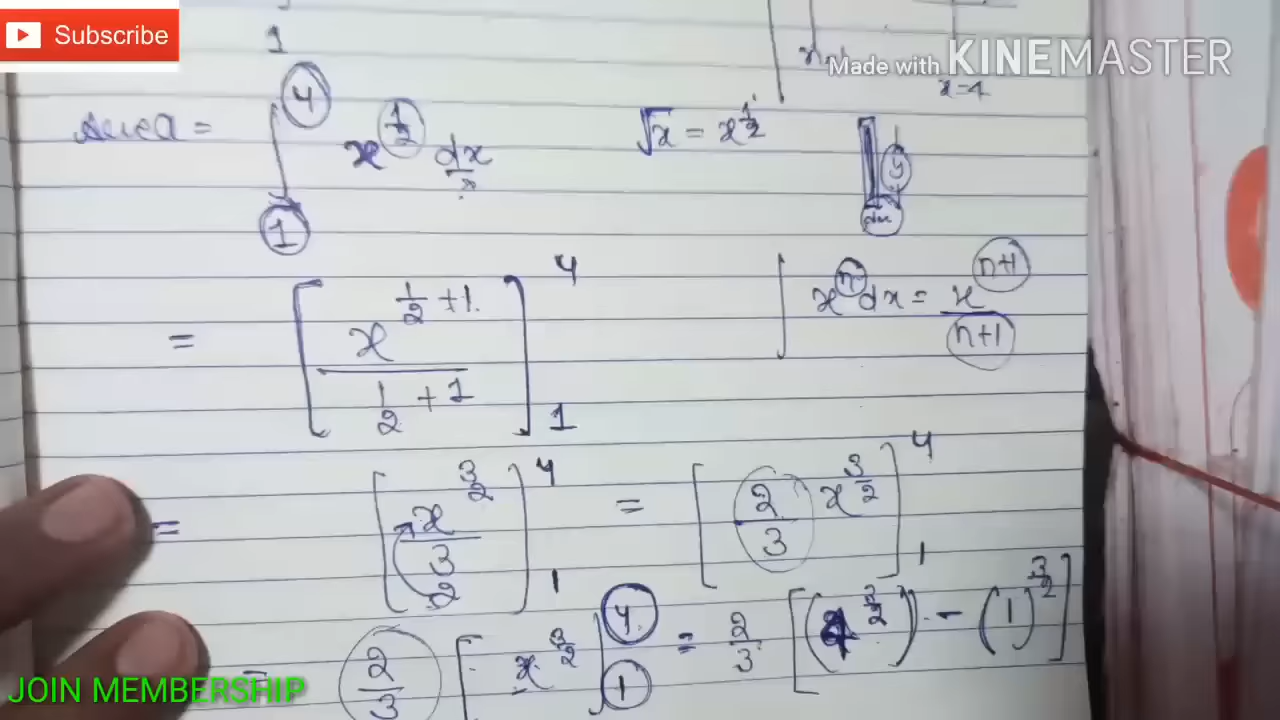 Subscribe
1
Made with KINEMASTER
x=4
Area = ∫₁⁴ x^(1/2) dx
√x = x^(1/2)
y
dx
= [x^(1/2 + 1) / (1/2 + 1)]₁⁴
∫ xⁿ dx = x^(n+1) / (n+1)
= [x^(3/2) / (3/2)]₁⁴ = [2/3 x^(3/2)]₁⁴
= 2/3 [x^(3/2)]₁⁴ = 2/3 [(4^(3/2)) - (1)^(3/2)]
JOIN MEMBERSHIP